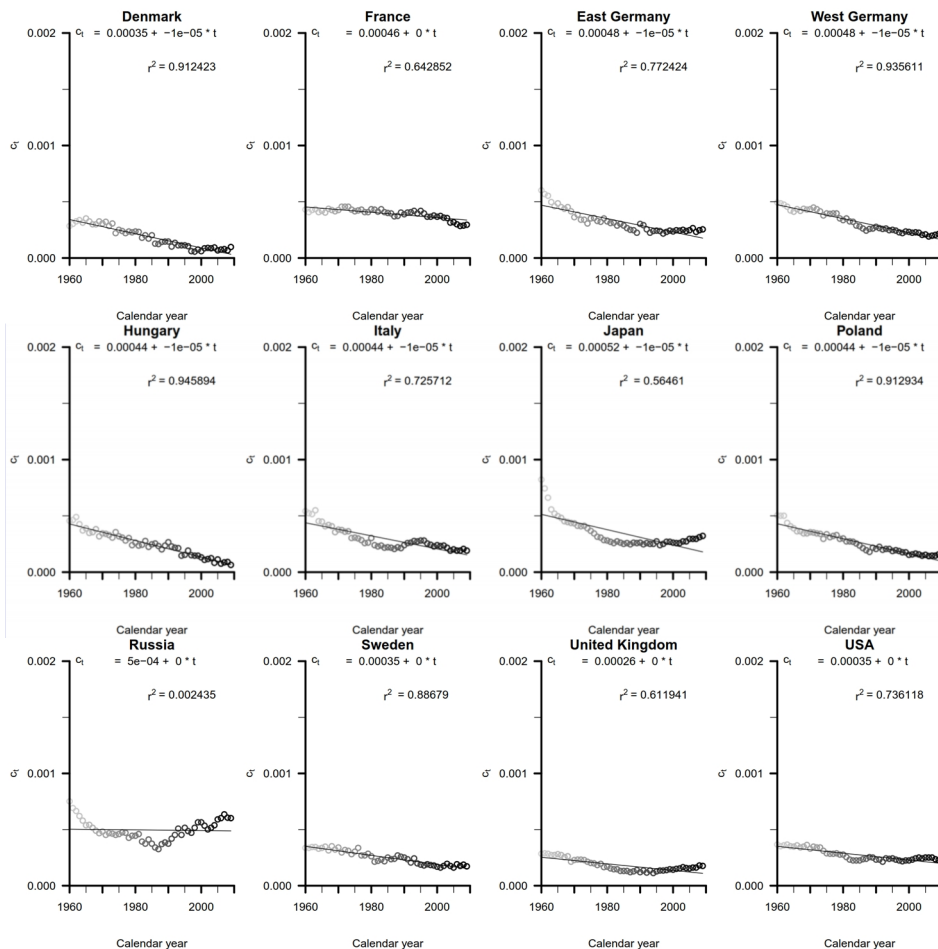 Denmark
c_t = 0.00035 + −1e−05 * t
r² = 0.912423
0.002
0.001
0.000
c_t
1960 1980 2000
Calendar year
France
c_t = 0.00046 + 0 * t
r² = 0.642852
0.002
0.001
0.000
c_t
1960 1980 2000
Calendar year
East Germany
c_t = 0.00048 + −1e−05 * t
r² = 0.772424
0.002
0.001
0.000
c_t
1960 1980 2000
Calendar year
West Germany
c_t = 0.00048 + −1e−05 * t
r² = 0.935611
0.002
0.001
0.000
c_t
1960 1980 2000
Calendar year
Hungary
c_t = 0.00044 + −1e−05 * t
r² = 0.945894
0.002
0.001
0.000
c_t
1960 1980 2000
Calendar year
Italy
c_t = 0.00044 + −1e−05 * t
r² = 0.725712
0.002
0.001
0.000
c_t
1960 1980 2000
Calendar year
Japan
c_t = 0.00052 + −1e−05 * t
r² = 0.56461
0.002
0.001
0.000
c_t
1960 1980 2000
Calendar year
Poland
c_t = 0.00044 + −1e−05 * t
r² = 0.912934
0.002
0.001
0.000
c_t
1960 1980 2000
Calendar year
Russia
c_t = 5e−04 + 0 * t
r² = 0.002435
0.002
0.001
0.000
c_t
1960 1980 2000
Calendar year
Sweden
c_t = 0.00035 + 0 * t
r² = 0.88679
0.002
0.001
0.000
c_t
1960 1980 2000
Calendar year
United Kingdom
c_t = 0.00026 + 0 * t
r² = 0.611941
0.002
0.001
0.000
c_t
1960 1980 2000
Calendar year
USA
c_t = 0.00035 + 0 * t
r² = 0.736118
0.002
0.001
0.000
c_t
1960 1980 2000
Calendar year